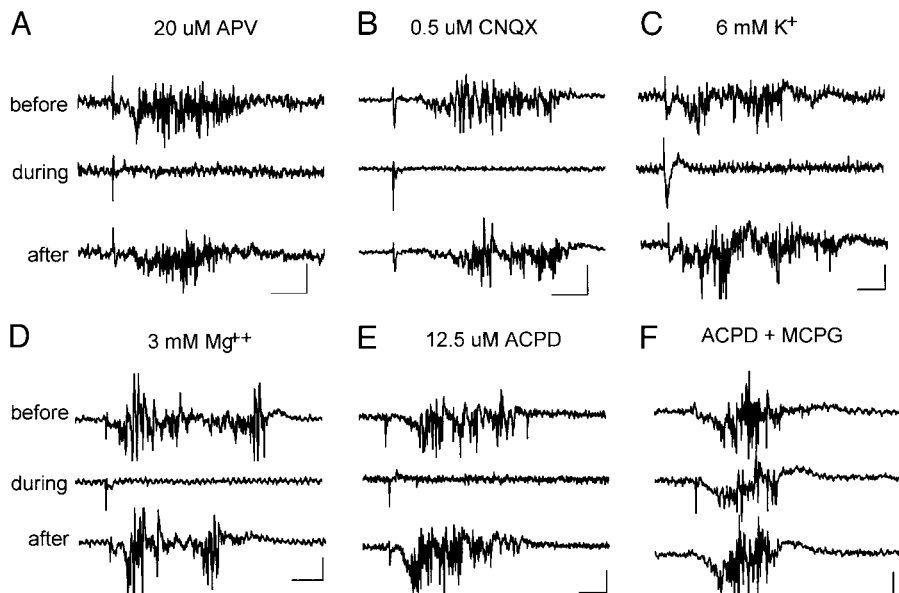 A 20 uM APV
B 0.5 uM CNQX
C 6 mM K+
before
during
after
D 3 mM Mg++
E 12.5 uM ACPD
F ACPD + MCPG
before
during
after